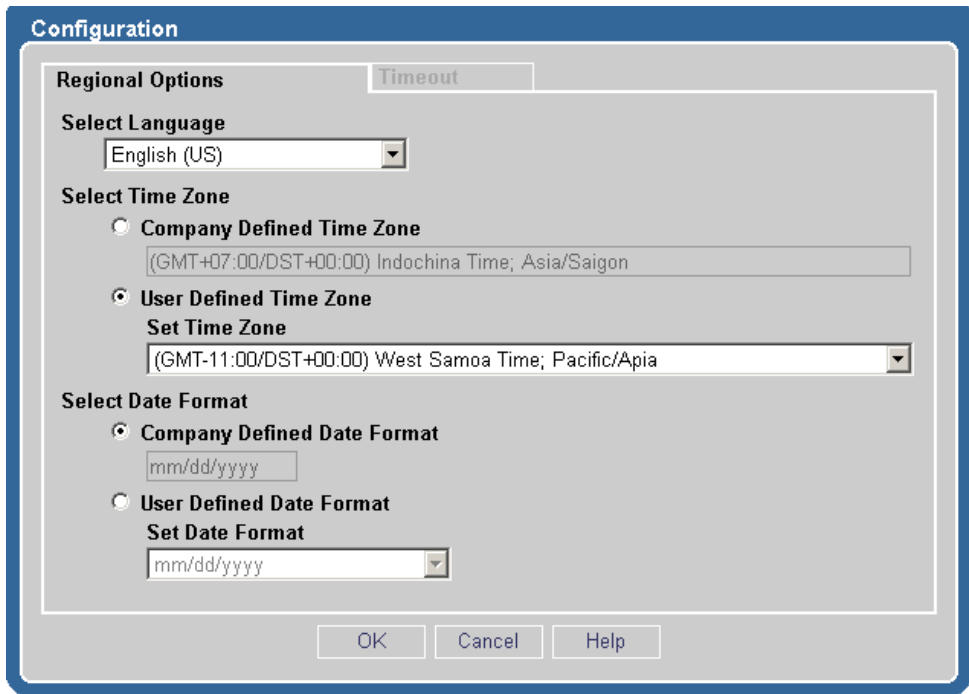 Configuration
Regional Options
Timeout
Select Language
English (US)
Select Time Zone
Company Defined Time Zone
(GMT+07:00/DST+00:00) Indochina Time; Asia/Saigon
User Defined Time Zone
Set Time Zone
(GMT-11:00/DST+00:00) West Samoa Time; Pacific/Apia
Select Date Format
Company Defined Date Format
mm/dd/yyyy
User Defined Date Format
Set Date Format
mm/dd/yyyy
OK Cancel Help